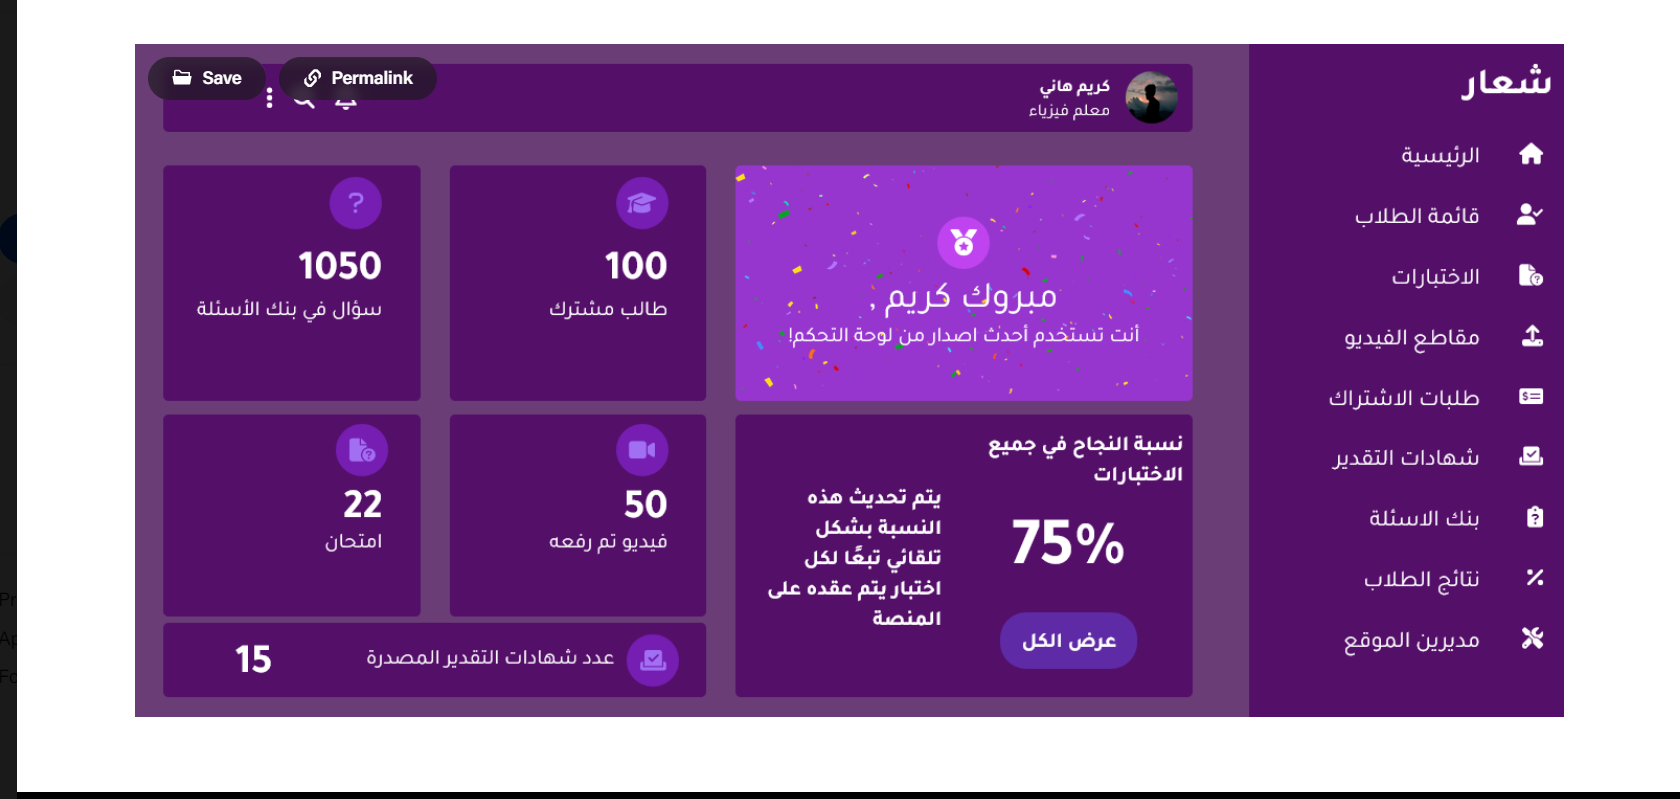 Save
Permalink
شعار
الرئيسية
قائمة الطلاب
الاختبارات
مقاطع الفيديو
طلبات الاشتراك
شهادات التقدير
بنك الاسئلة
نتائج الطلاب
مديرين الموقع
كريم هاني
معلم فيزياء
مبروك كريم ,
أنت تستخدم أحدث اصدار من لوحة التحكم!
100
طالب مشترك
1050
سؤال في بنك الأسئلة
نسبة النجاح في جميع
الاختبارات
75%
عرض الكل
يتم تحديث هذه
النسبة بشكل
تلقائي تبعًا لكل
اختبار يتم عقده على
المنصة
50
فيديو تم رفعه
22
امتحان
عدد شهادات التقدير المصدرة
15